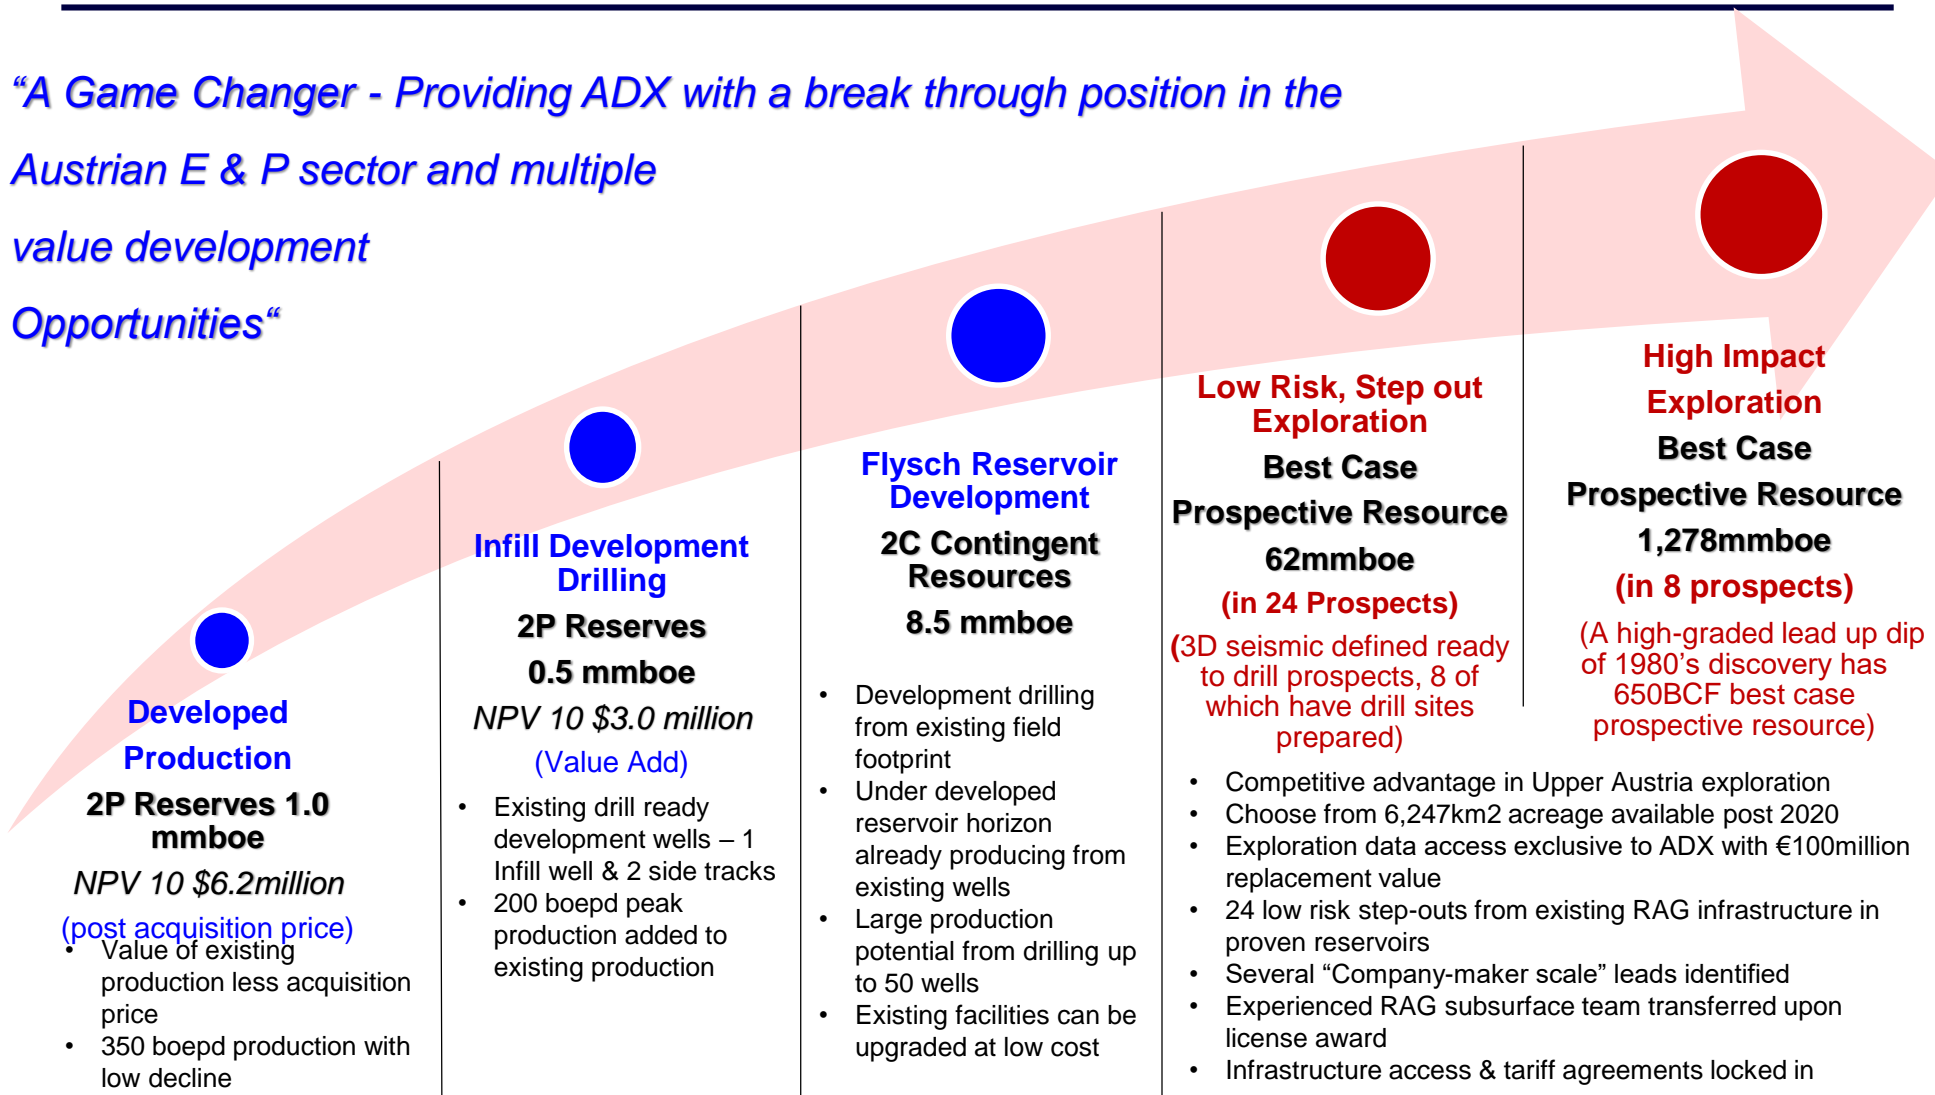 “A Game Changer - Providing ADX with a break through position in the
Austrian E & P sector and multiple
value development
Opportunities“
Developed
Production
2P Reserves 1.0
mmboe
NPV 10 $6.2million
(post acquisition price)
• Value of existing
production less acquisition
price
• 350 boepd production with
low decline
Infill Development
Drilling
2P Reserves
0.5 mmboe
NPV 10 $3.0 million
(Value Add)
• Existing drill ready
development wells – 1
Infill well & 2 side tracks
• 200 boepd peak
production added to
existing production
Flysch Reservoir
Development
2C Contingent
Resources
8.5 mmboe
• Development drilling
from existing field
footprint
• Under developed
reservoir horizon
already producing from
existing wells
• Large production
potential from drilling up
to 50 wells
• Existing facilities can be
upgraded at low cost
Low Risk, Step out
Exploration
Best Case
Prospective Resource
62mmboe
(in 24 Prospects)
(3D seismic defined ready
to drill prospects, 8 of
which have drill sites
prepared)
High Impact
Exploration
Best Case
Prospective Resource
1,278mmboe
(in 8 prospects)
(A high-graded lead up dip
of 1980’s discovery has
650BCF best case
prospective resource)
• Competitive advantage in Upper Austria exploration
• Choose from 6,247km2 acreage available post 2020
• Exploration data access exclusive to ADX with €100million
replacement value
• 24 low risk step-outs from existing RAG infrastructure in
proven reservoirs
• Several “Company-maker scale” leads identified
• Experienced RAG subsurface team transferred upon
license award
• Infrastructure access & tariff agreements locked in